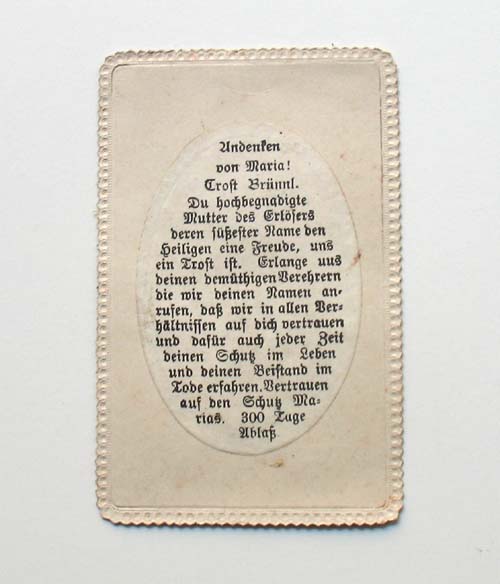 Andenken
von Maria!
Trost Brünnl.
Du hochbegnadigte
Mutter des Erlösers
deren süßester Name den
Heiligen eine Freude, uns
ein Trost ist. Erlange uus
deinen demüthigen Verehrern
die wir deinen Namen an-
rufen, daß wir in allen Ver-
hältnissen auf dich vertrauen
und dafür auch jeder Zeit
deinen Schutz im Leben
und deinen Beistand im
Tode erfahren. Vertrauen
auf den Schutz Ma-
rias. 300 Tage
Ablaß